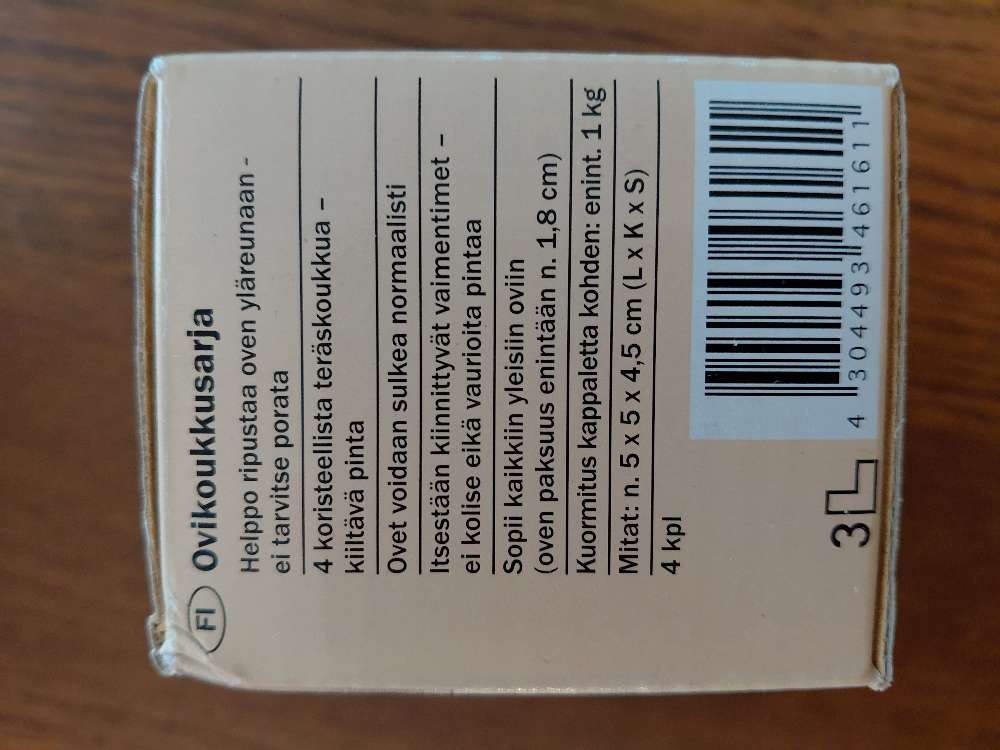 FI Ovikoukkusarja
Helppo ripustaa oven yläreunaan -
ei tarvitse porata
4 koristeellista teräskoukkua –
kiiltävä pinta
Ovet voidaan sulkea normaalisti
Itsestään kiinnittyvät vaimentimet –
ei kolise eikä vaurioita pintaa
Sopii kaikkiin yleisiin oviin
(oven paksuus enintään n. 1,8 cm)
Kuormitus kappaletta kohden: enint. 1 kg
Mitat: n. 5 x 5 x 4,5 cm (L x K x S)
4 kpl
4 304493 461611
3